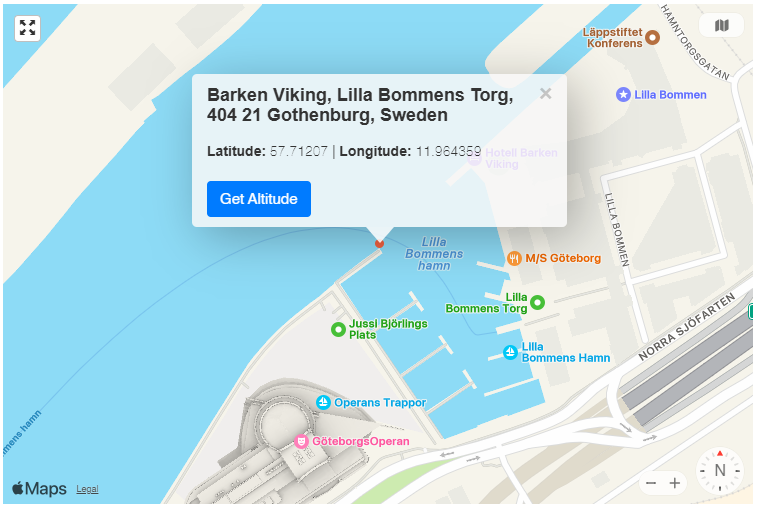 Läppstiftet
Konferens
HAMNTORGSGATAN
Lilla Bommen
Barken Viking, Lilla Bommens Torg,
404 21 Gothenburg, Sweden
×
Latitude: 57.71207 | Longitude: 11.964359
Hotell Barken
Viking
Get Altitude
LILLA BOMMEN
Lilla
Bommens
hamn
M/S Göteborg
Lilla
Bommens Torg
Jussi Björlings
Plats
Lilla
Bommens Hamn
NORRA SJÖFARTEN
Operans Trappor
GöteborgsOperan
mmens hamn
Maps
Legal
N